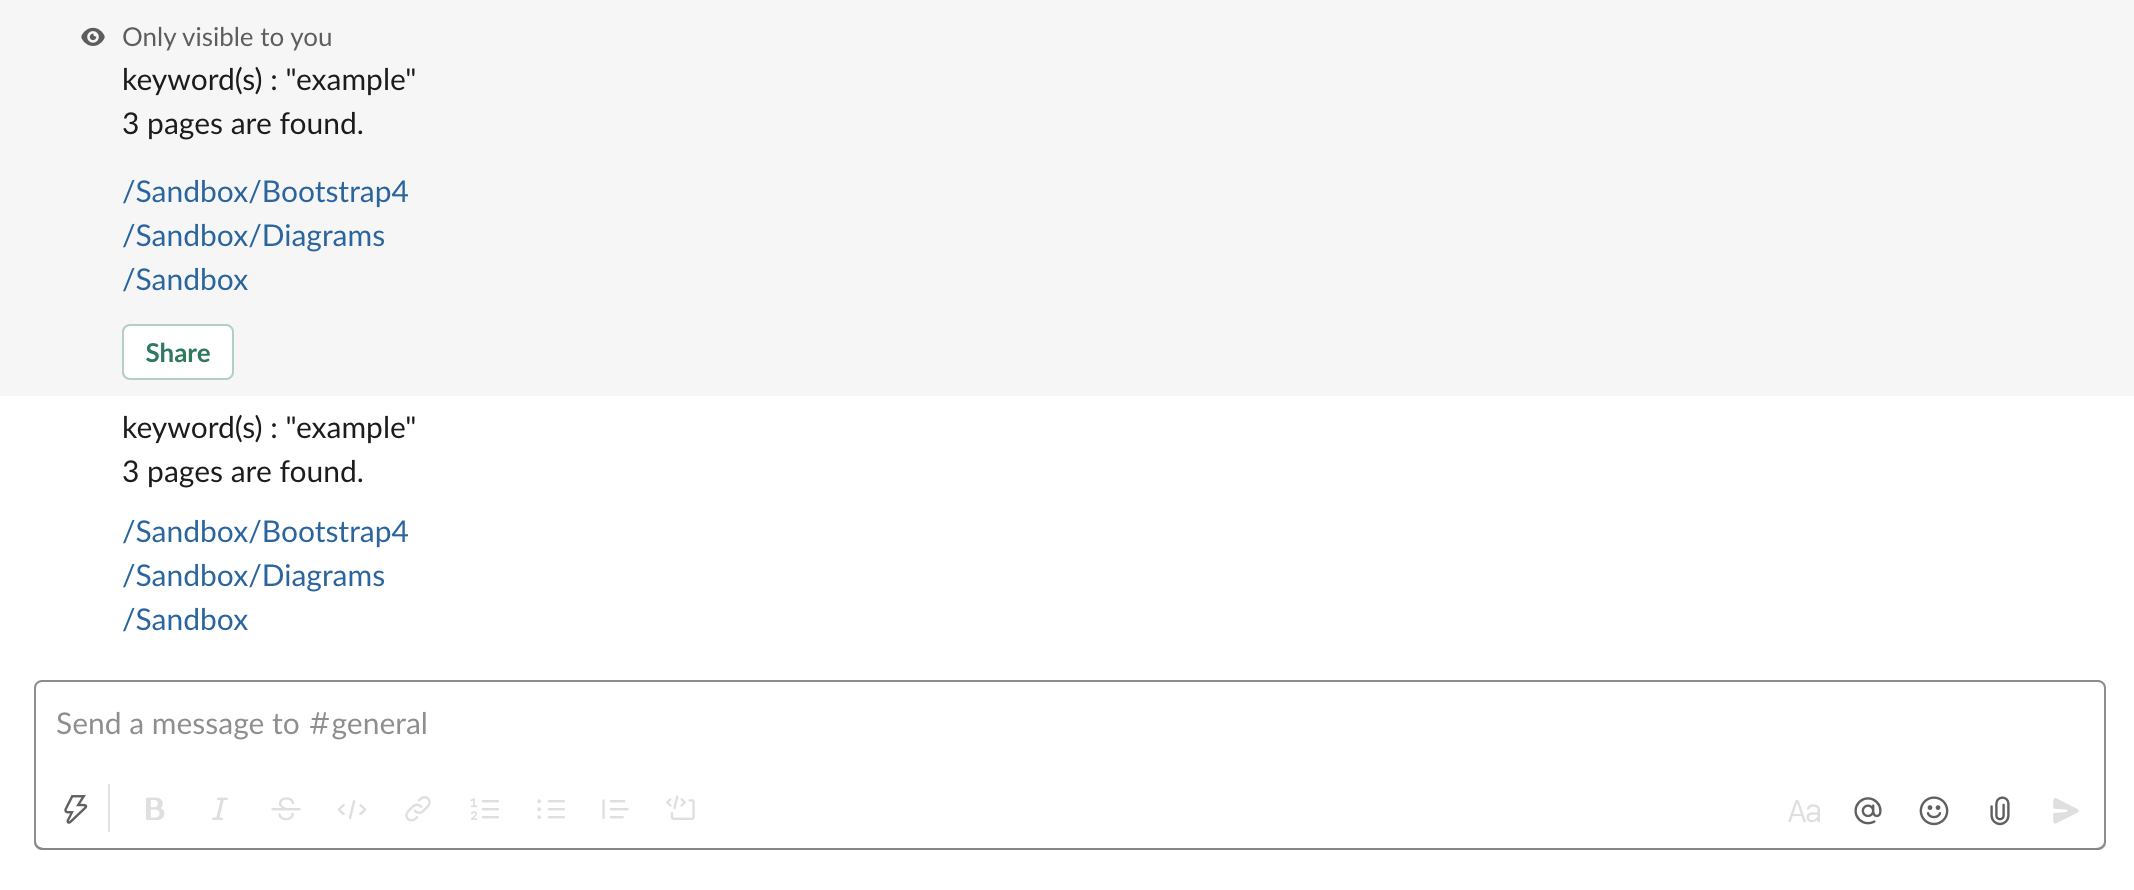 Only visible to you
keyword(s) : "example"
3 pages are found.
/Sandbox/Bootstrap4
/Sandbox/Diagrams
/Sandbox
Share
keyword(s) : "example"
3 pages are found.
/Sandbox/Bootstrap4
/Sandbox/Diagrams
/Sandbox
Send a message to #general
B I S </> Aa @